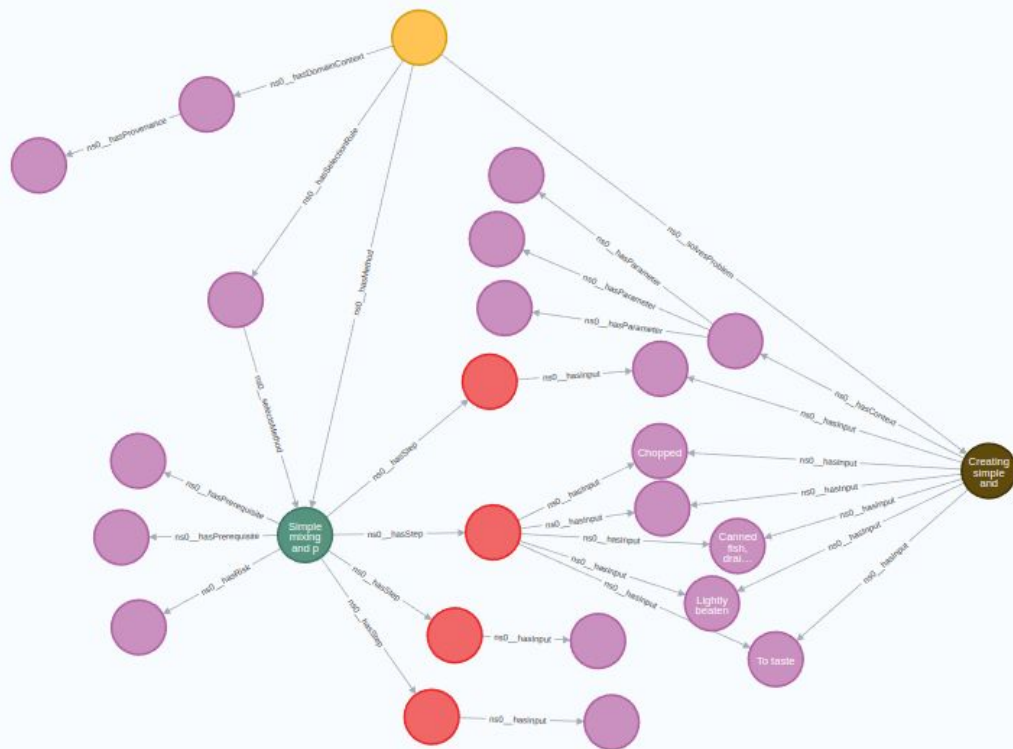 ns0__hasDomainContext
ns0__hasProvenance
ns0__hasSelectionRule
ns0__hasMethod
ns0__solvesProblem
ns0__hasParameter
ns0__hasParameter
ns0__hasParameter
ns0__hasInput
ns0__hasContext
ns0__hasInput
ns0__selectsMethod
ns0__hasStep
Chopped
ns0__hasInput
Creating
simple
and
ns0__hasPrerequisite
ns0__hasInput
ns0__hasInput
ns0__hasInput
Simple
mixing
and p
ns0__hasPrerequisite
ns0__hasStep
ns0__hasInput
Canned
fish,
drai...
ns0__hasInput
ns0__hasInput
ns0__hasRisk
ns0__hasStep
ns0__hasInput
Lightly
beaten
ns0__hasInput
ns0__hasStep
ns0__hasInput
To taste
ns0__hasInput